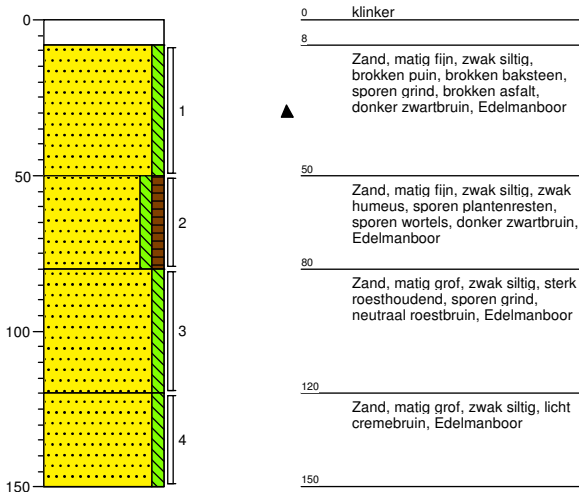 0
50
100
150
1
2
3
4
0 klinker
8
Zand, matig fijn, zwak siltig,
brokken puin, brokken baksteen,
sporen grind, brokken asfalt,
donker zwartbruin, Edelmanboor
50
Zand, matig fijn, zwak siltig, zwak
humeus, sporen plantenresten,
sporen wortels, donker zwartbruin,
Edelmanboor
80
Zand, matig grof, zwak siltig, sterk
roesthoudend, sporen grind,
neutraal roestbruin, Edelmanboor
120
Zand, matig grof, zwak siltig, licht
cremebruin, Edelmanboor
150